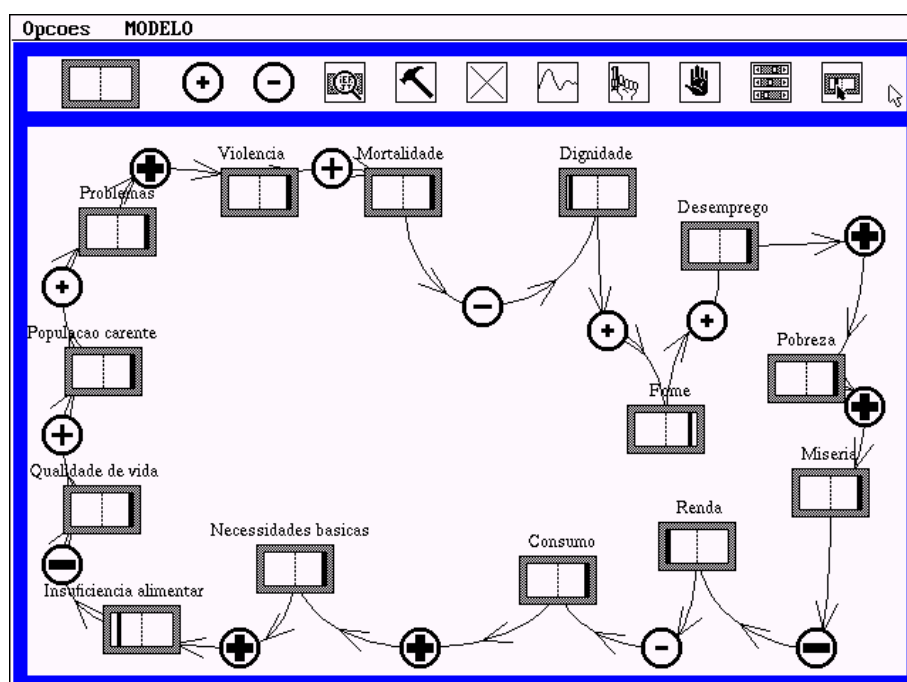 Opcoes MODELO
Violencia
Mortalidade
Dignidade
Problemas
Desemprego
Populacao carente
Pobreza
Fome
Qualidade de vida
Miseria
Renda
Necessidades basicas
Consumo
Insuficiencia alimentar